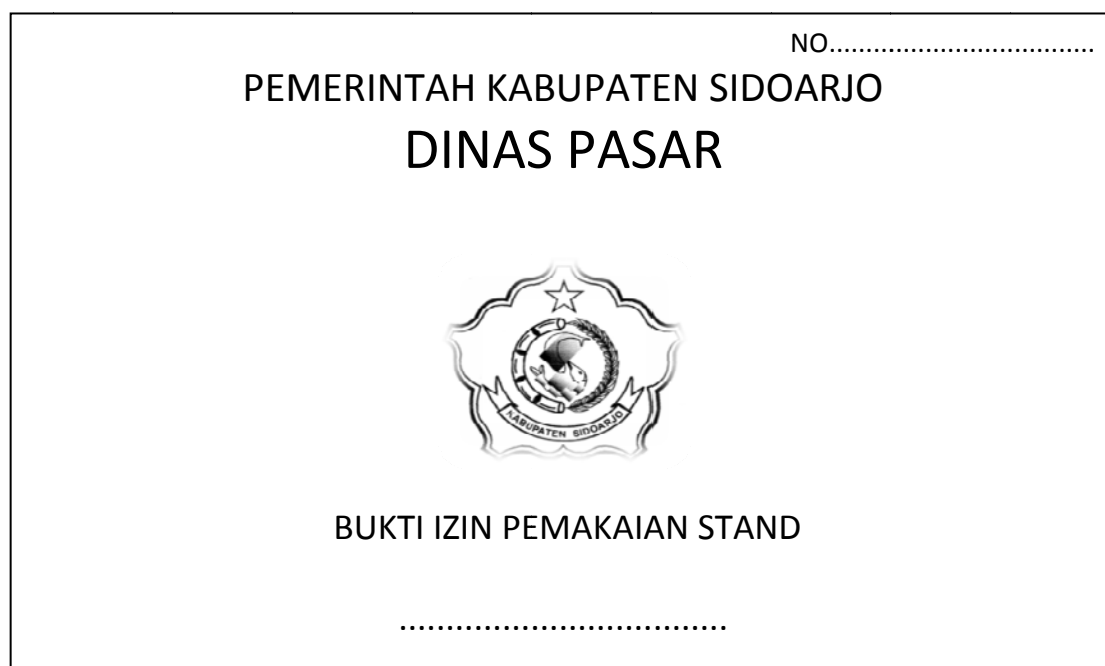 NO....................................
PEMERINTAH KABUPATEN SIDOARJO
DINAS PASAR
KABUPATEN SIDOARJO
BUKTI IZIN PEMAKAIAN STAND
...................................